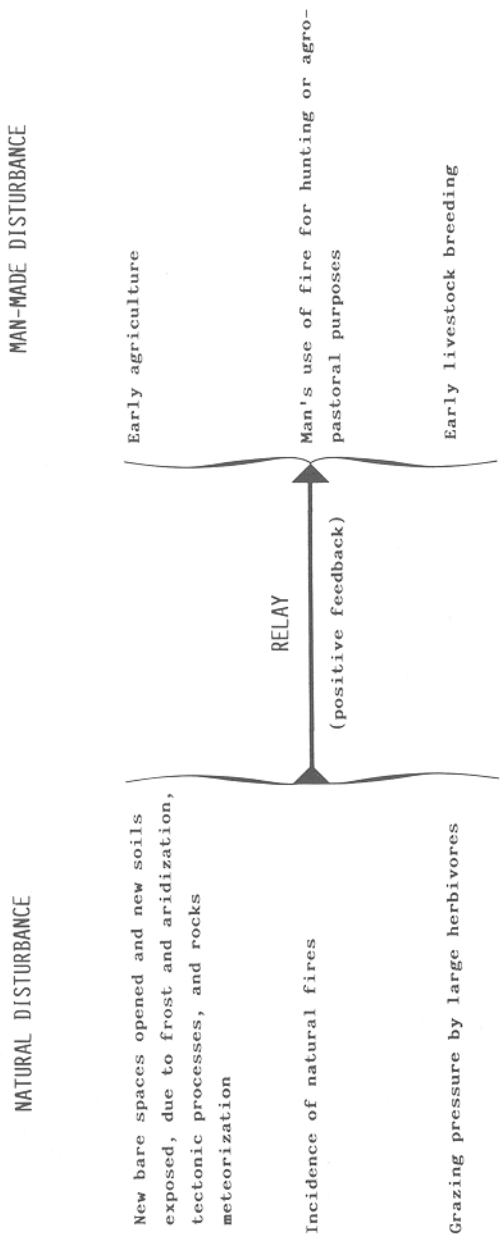 NATURAL DISTURBANCE
MAN-MADE DISTURBANCE
New bare spaces opened and new soils
exposed, due to frost and aridization,
tectonic processes, and rocks
meteorization
Early agriculture
RELAY
Incidence of natural fires
(positive feedback)
Man's use of fire for hunting or agro-
pastoral purposes
Grazing pressure by large herbivores
Early livestock breeding